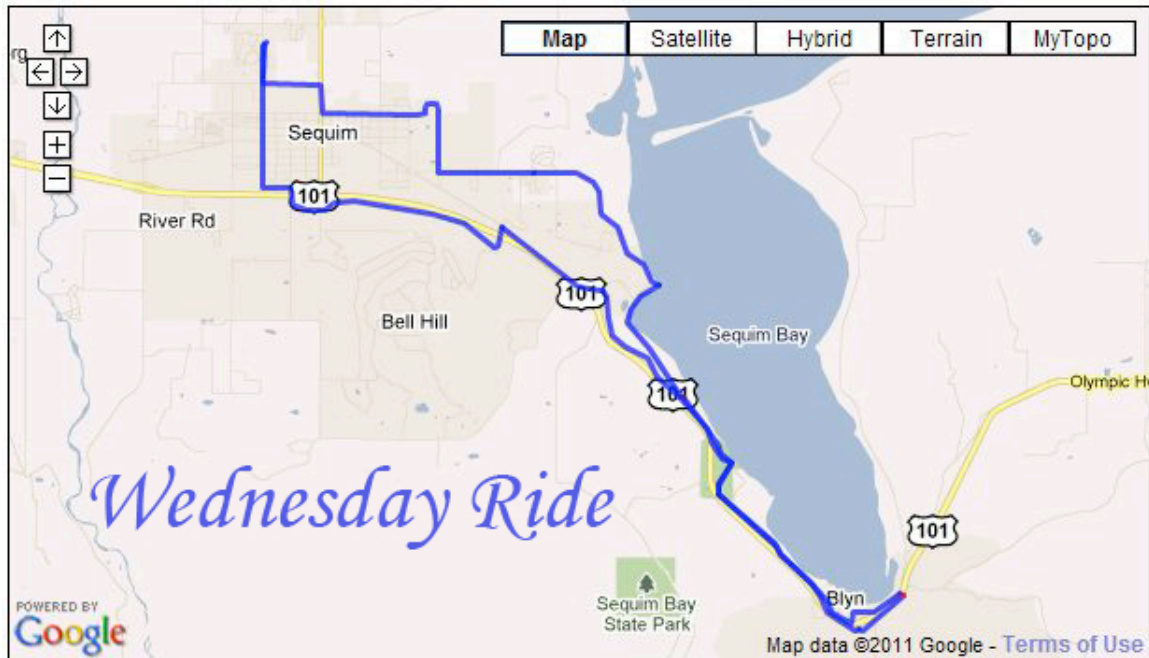 Map Satellite Hybrid Terrain MyTopo
rg
Sequim
101
River Rd
101
Bell Hill
Sequim Bay
Olympic H
101
Wednesday Ride
101
Blyn
Sequim Bay
State Park
POWERED BY
Google
Map data ©2011 Google - Terms of Use